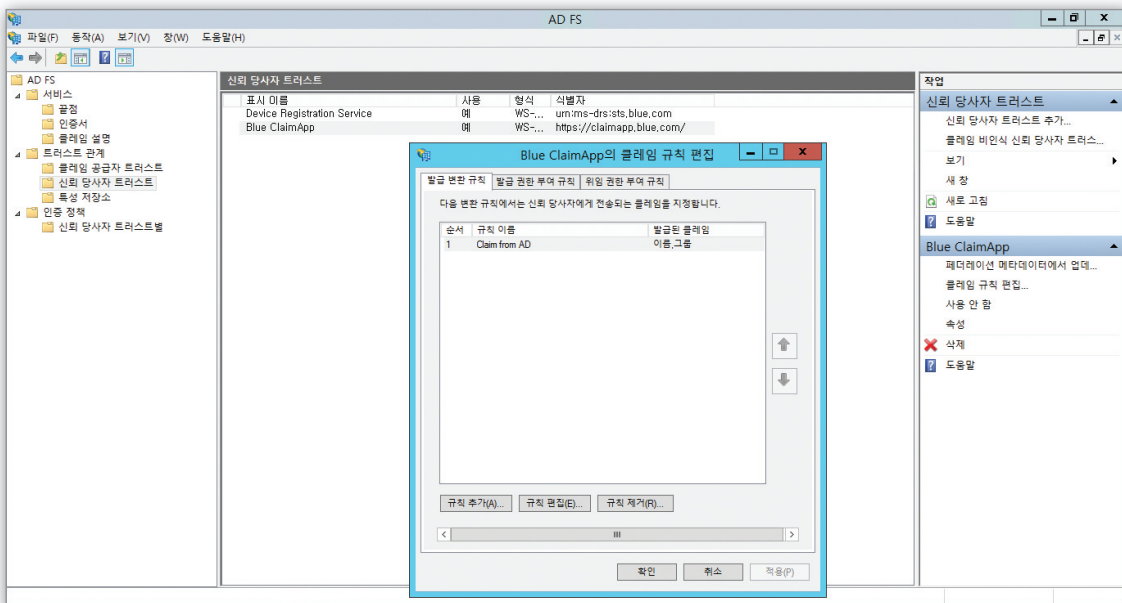 AD FS
파일(F) 동작(A) 보기(V) 창(W) 도움말(H)
AD FS
서비스
끝점
인증서
클레임 설명
트러스트 관계
클레임 공급자 트러스트
신뢰 당사자 트러스트
특성 저장소
인증 정책
신뢰 당사자 트러스트별
신뢰 당사자 트러스트
표시 이름 사용 형식 식별자
Device Registration Service 예 WS-... urn:ms-drs:sts,blue,com
Blue ClaimApp 예 WS-... https://claimapp,blue,com/
Blue ClaimApp의 클레임 규칙 편집
발급 변환 규칙 발급 권한 부여 규칙 위임 권한 부여 규칙
다음 변환 규칙에서는 신뢰 당사자에게 전송되는 클레임을 지정합니다.
순서 규칙 이름 발급된 클레임
1 Claim from AD 이름,그룹
규칙 추가(A)... 규칙 편집(E)... 규칙 제거(R)...
확인 취소 적용(P)
작업
신뢰 당사자 트러스트
신뢰 당사자 트러스트 추가...
클레임 비인식 신뢰 당사자 트러스...
보기
새 창
새로 고침
도움말
Blue ClaimApp
페더레이션 메타데이터에서 업데...
클레임 규칙 편집...
사용 안 함
속성
삭제
도움말